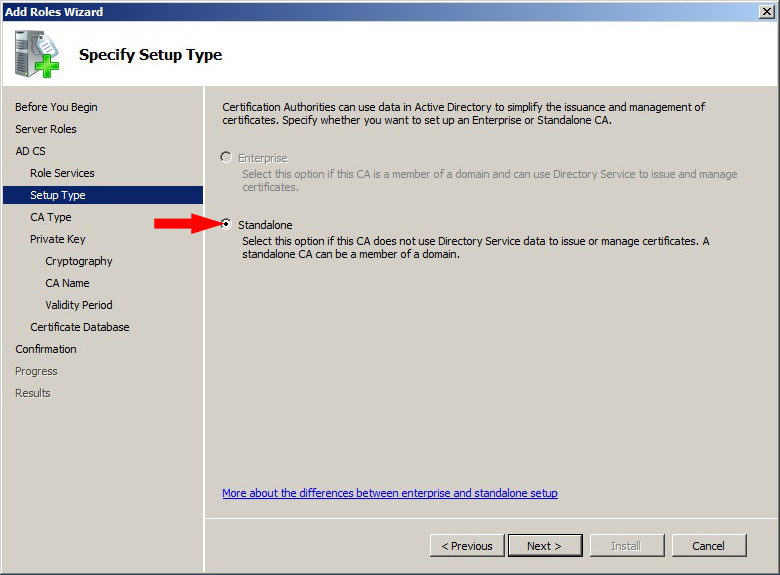 Add Roles Wizard
Specify Setup Type
Before You Begin
Server Roles
AD CS
Role Services
Setup Type
CA Type
Private Key
Cryptography
CA Name
Validity Period
Certificate Database
Confirmation
Progress
Results
Certification Authorities can use data in Active Directory to simplify the issuance and management of
certificates. Specify whether you want to set up an Enterprise or Standalone CA.
Enterprise
Select this option if this CA is a member of a domain and can use Directory Service to issue and manage
certificates.
Standalone
Select this option if this CA does not use Directory Service data to issue or manage certificates. A
standalone CA can be a member of a domain.
More about the differences between enterprise and standalone setup
< Previous
Next >
Install
Cancel